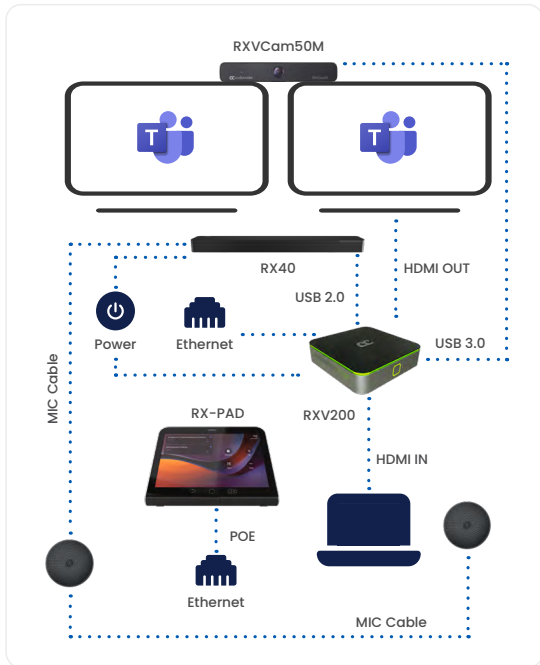 RXVCam50M
T
T
RX40
HDMI OUT
USB 2.0
Power
Ethernet
USB 3.0
MIC Cable
RX-PAD
RXV200
HDMI IN
POE
Ethernet
MIC Cable